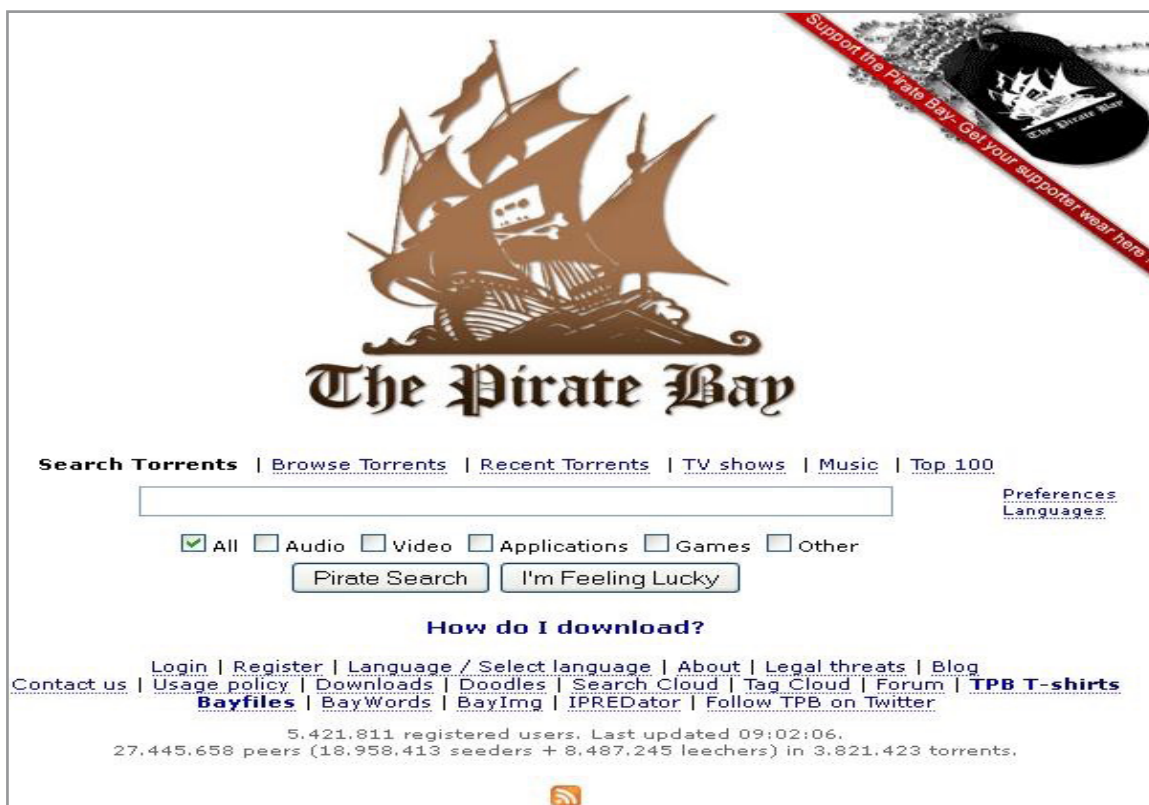 Support the Pirate Bay- Get your supporter wear here
The Pirate Bay
The Pirate Bay
Search Torrents | Browse Torrents | Recent Torrents | TV shows | Music | Top 100
Preferences
Languages
All Audio Video Applications Games Other
Pirate Search I'm Feeling Lucky
How do I download?
Login | Register | Language / Select language | About | Legal threats | Blog
Contact us | Usage policy | Downloads | Doodles | Search Cloud | Tag Cloud | Forum | TPB T-shirts
Bayfiles | BayWords | BayImg | IPREDator | Follow TPB on Twitter
5.421.811 registered users. Last updated 09:02:06.
27.445.658 peers (18.958.413 seeders + 8.487.245 leechers) in 3.821.423 torrents.